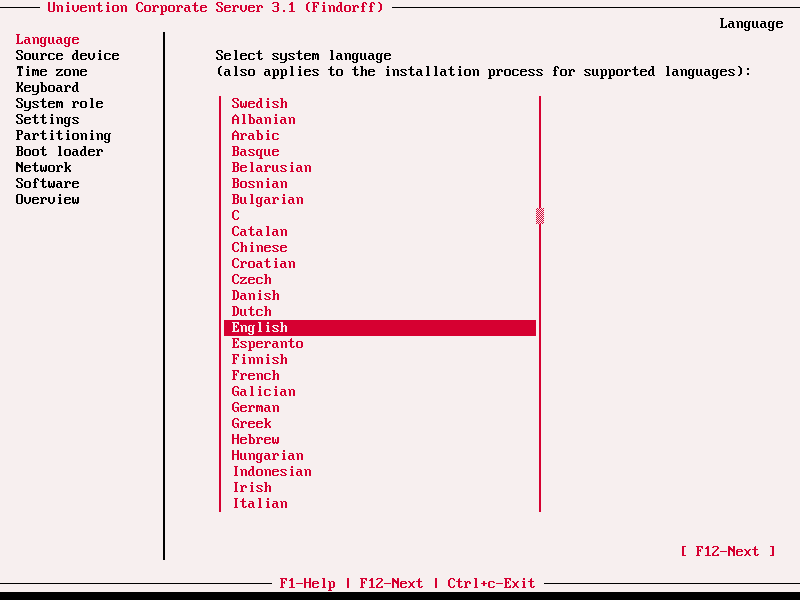 Univention Corporate Server 3.1 (Findorff)
Language
Language
Source device
Time zone
Keyboard
System role
Settings
Partitioning
Boot loader
Network
Software
Overview
Select system language
(also applies to the installation process for supported languages):
Swedish
Albanian
Arabic
Basque
Belarusian
Bosnian
Bulgarian
C
Catalan
Chinese
Croatian
Czech
Danish
Dutch
English
Esperanto
Finnish
French
Galician
German
Greek
Hebrew
Hungarian
Indonesian
Irish
Italian
[ F12-Next ]
F1-Help | F12-Next | Ctrl+c-Exit